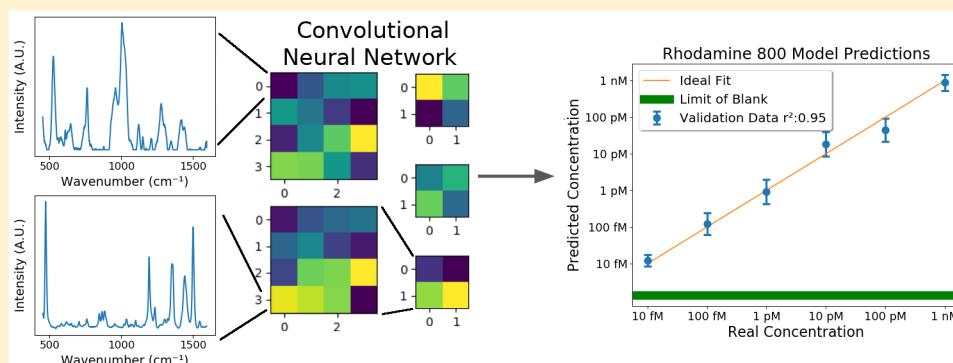 Convolutional
Neural Network
Intensity (A.U.)
500 1000 1500
Wavenumber (cm⁻¹)
Intensity (A.U.)
500 1000 1500
Wavenumber (cm⁻¹)
0
1
2
3
0 2
0
1
2
3
0 2
0
1
0 1
0
1
0 1
0
1
0 1
Rhodamine 800 Model Predictions
Ideal Fit
Limit of Blank
Validation Data r²:0.95
Predicted Concentration
1 nM
100 pM
10 pM
1 pM
100 fM
10 fM
10 fM 100 fM 1 pM 10 pM 100 pM 1 nM
Real Concentration